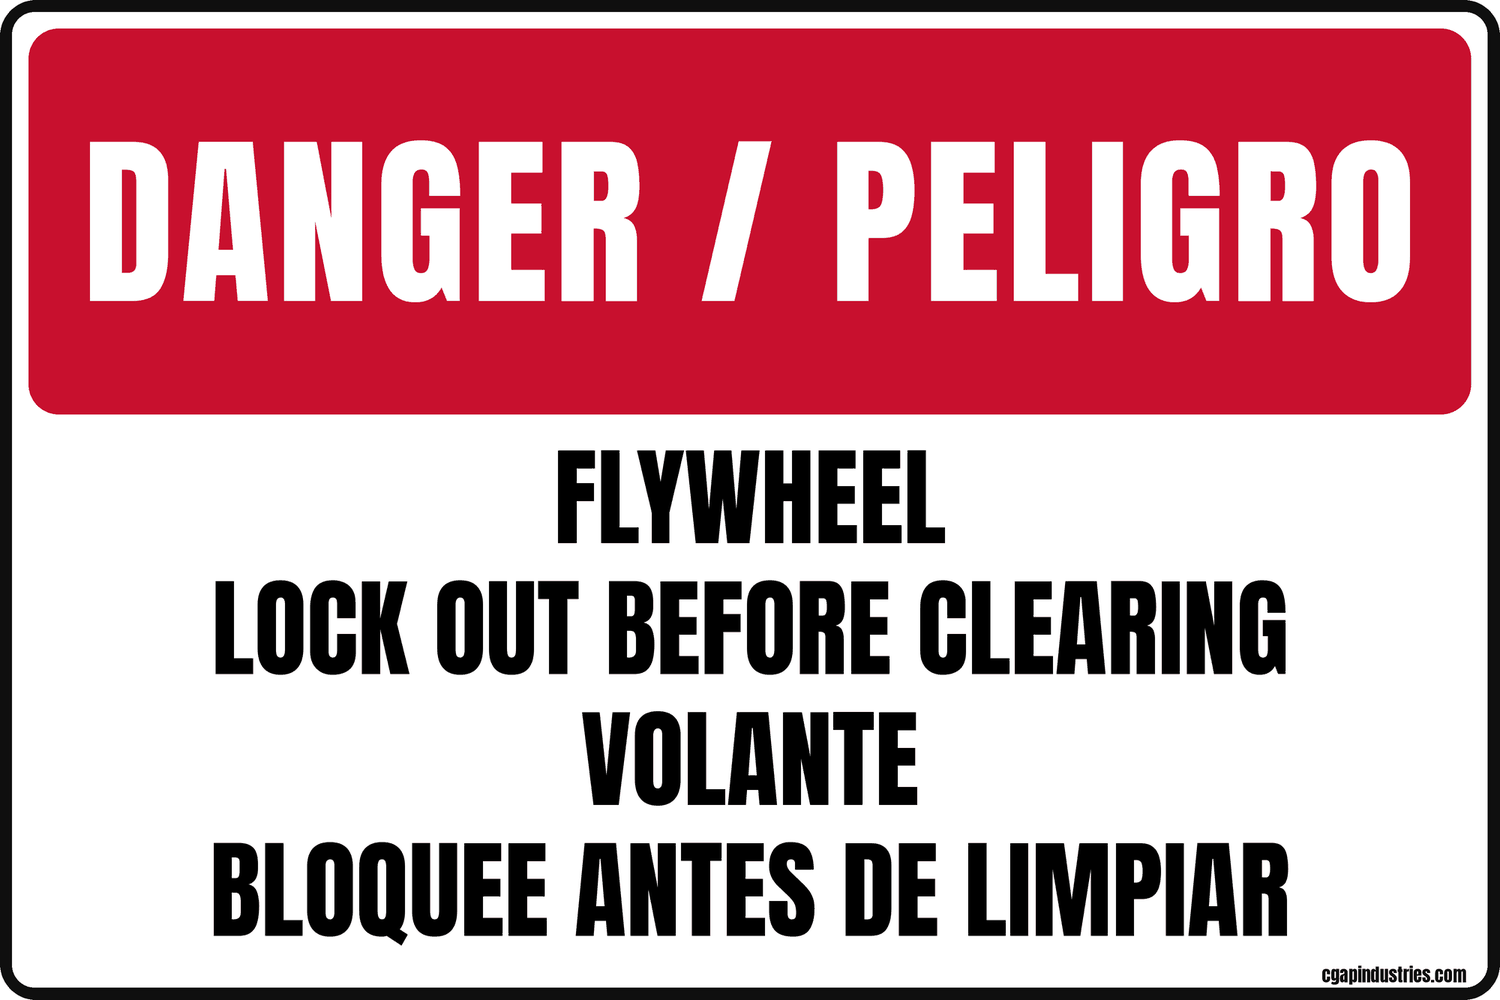 DANGER / PELIGRO
FLYWHEEL
LOCK OUT BEFORE CLEARING
VOLANTE
BLOQUEE ANTES DE LIMPIAR
cgapindustries.com